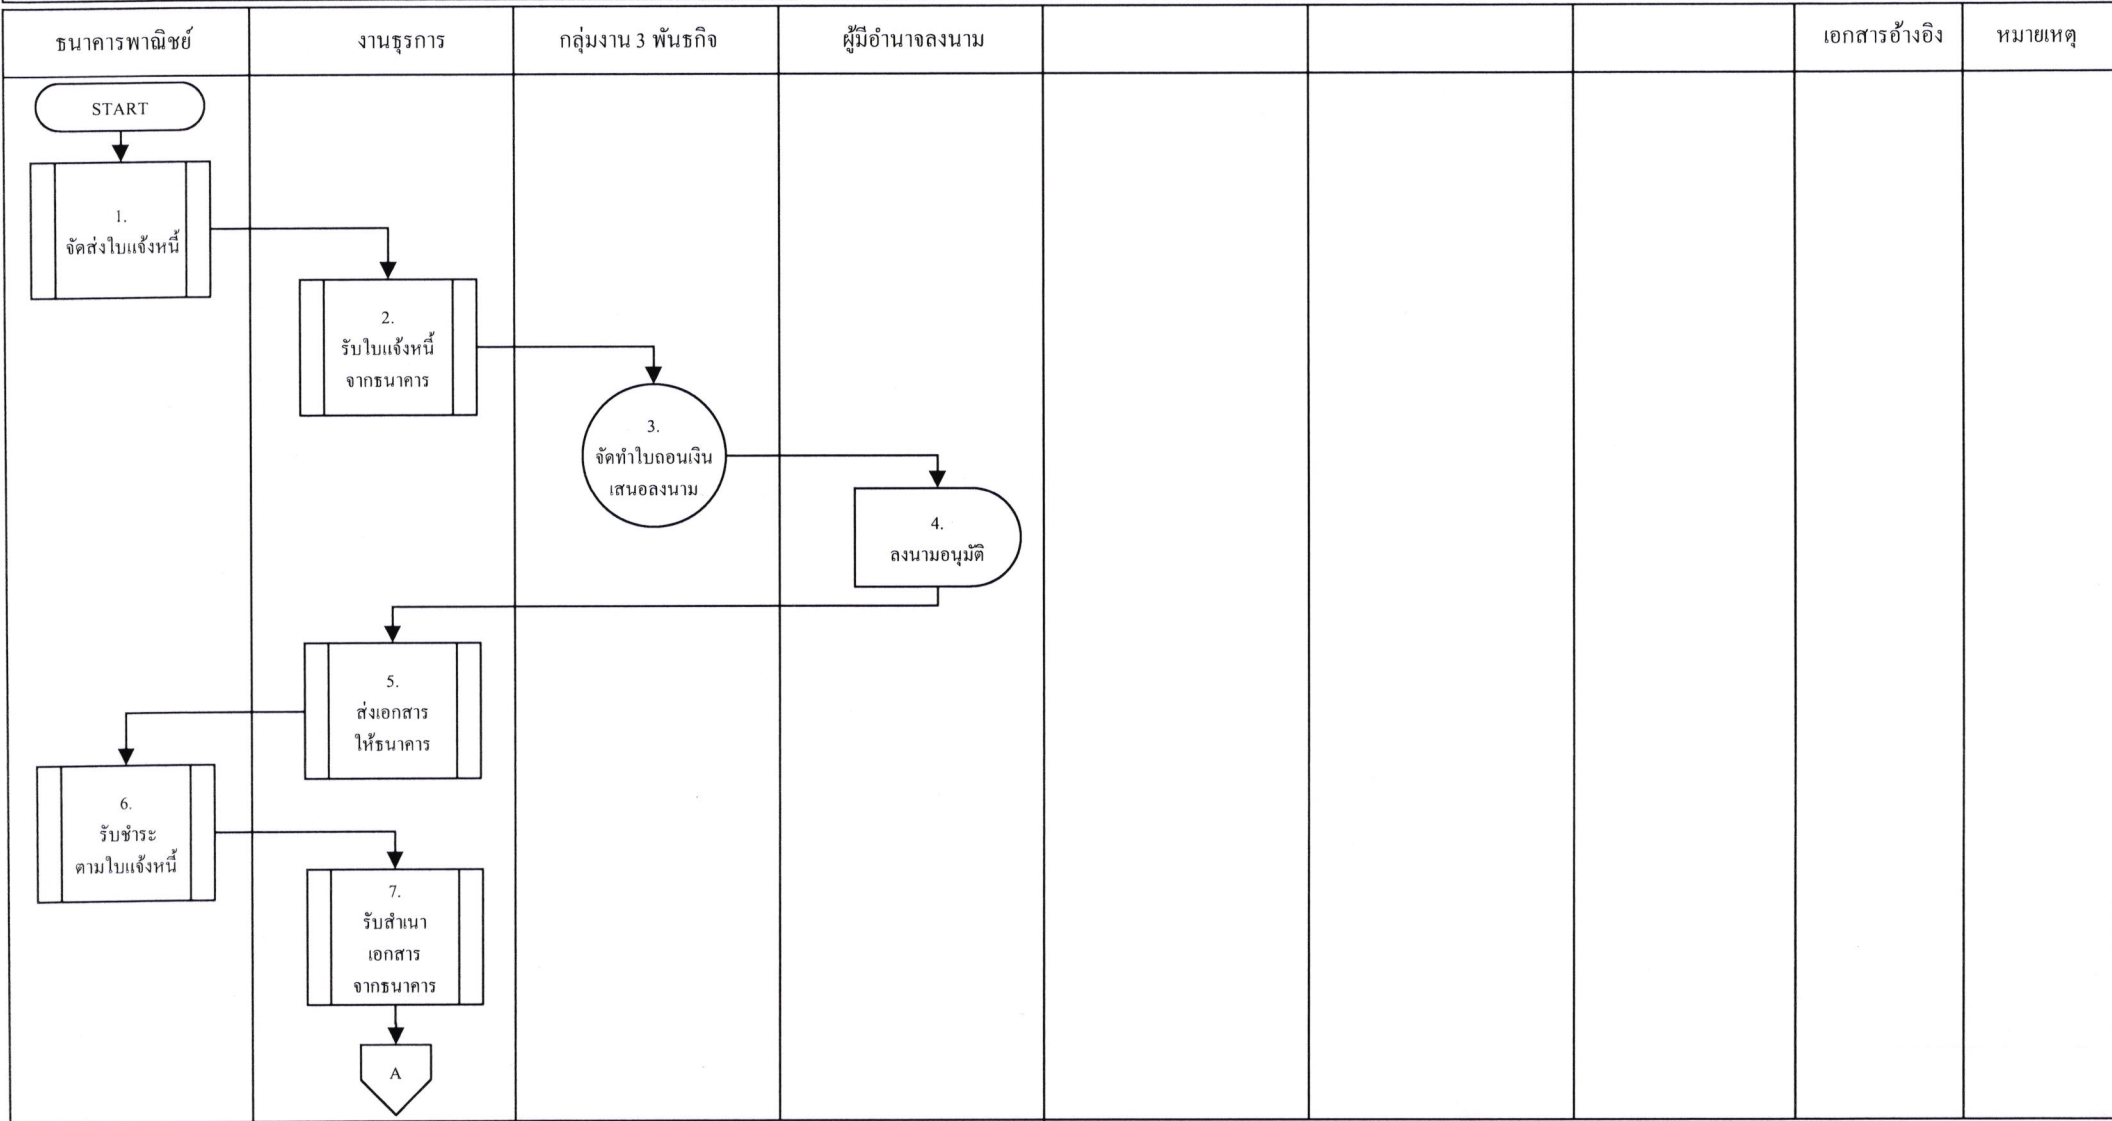 ธนาคารพาณิชย์
งานธุรการ
กลุ่มงาน 3 พันธกิจ
ผู้มีอำนาจลงนาม
เอกสารอ้างอิง
หมายเหตุ
START
1.
จัดส่งใบแจ้งหนี้
2.
รับใบแจ้งหนี้
จากธนาคาร
3.
จัดทำใบถอนเงิน
เสนอลงนาม
4.
ลงนามอนุมัติ
5.
ส่งเอกสาร
ให้ธนาคาร
6.
รับชำระ
ตามใบแจ้งหนี้
7.
รับสำเนา
เอกสาร
จากธนาคาร
A